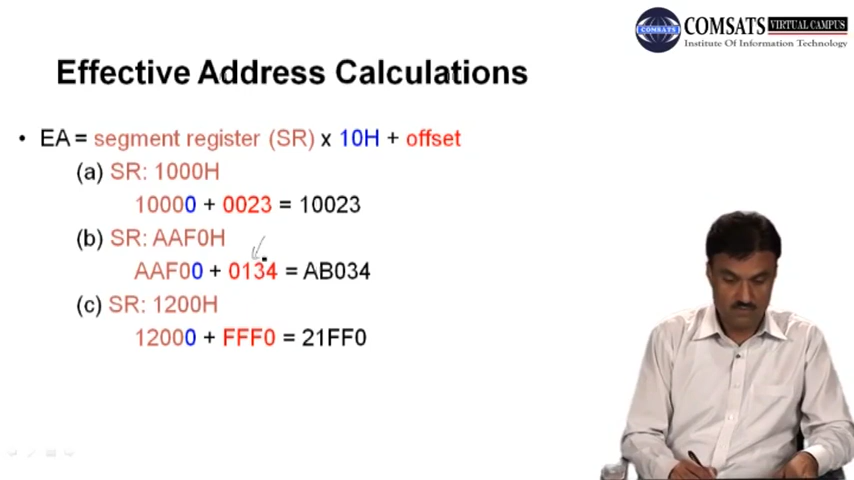 COMSATS VIRTUAL CAMPUS
COMSATS
Institute Of Information Technology
Effective Address Calculations
• EA = segment register (SR) x 10H + offset
(a) SR: 1000H
10000 + 0023 = 10023
(b) SR: AAF0H
AAF00 + 0134 = AB034
(c) SR: 1200H
12000 + FFF0 = 21FF0